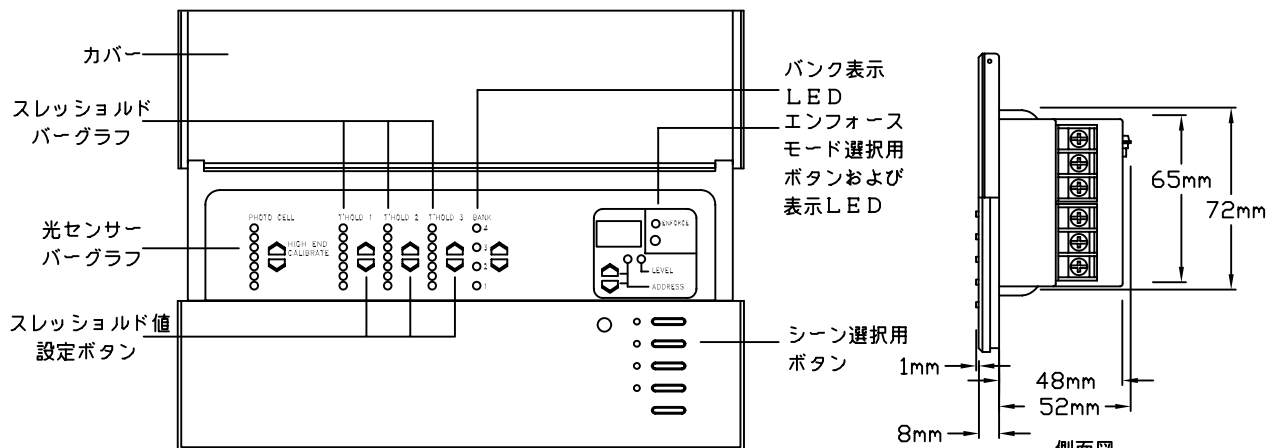 カバー
スレッショルド
バーグラフ
光センサー
バーグラフ
スレッショルド値
設定ボタン
PHOTO CELL
HIGH END
CALIBRATE
T'HOLD 1
T'HOLD 2
T'HOLD 3
BANK
4
3
2
1
ENFORCE
LEVEL
ADDRESS
バンク表示
LED
エンフォース
モード選択用
ボタンおよび
表示LED
シーン選択用
ボタン
65mm
72mm
1mm
48mm
52mm
8mm
側面図